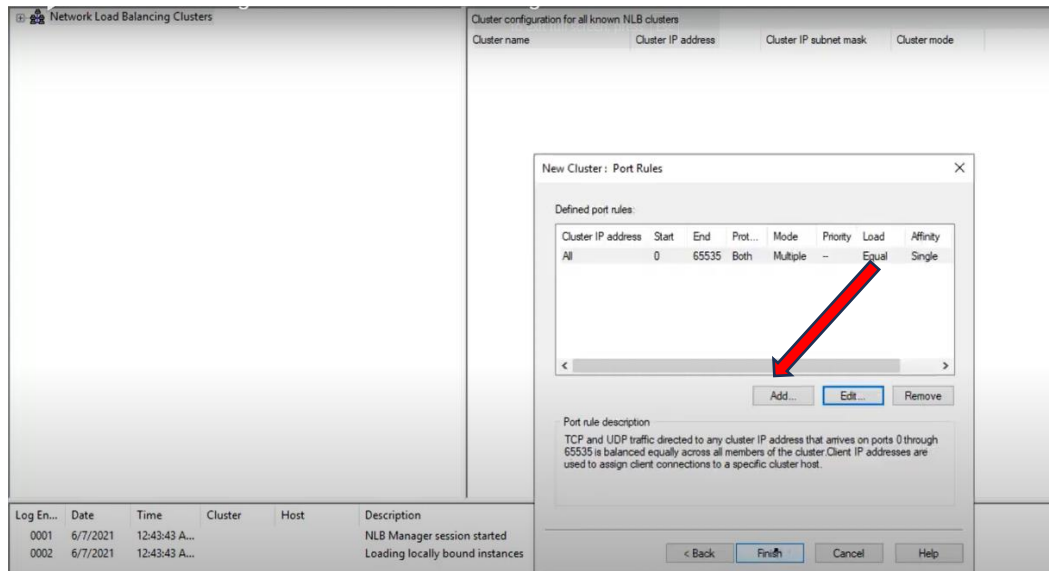 Network Load Balancing Clusters
Cluster configuration for all known NLB clusters
Cluster name Cluster IP address Cluster IP subnet mask Cluster mode
New Cluster : Port Rules
Defined port rules:
Cluster IP address Start End Prot... Mode Priority Load Affinity
All 0 65535 Both Multiple -- Equal Single
Add... Edit... Remove
Port rule description
TCP and UDP traffic directed to any cluster IP address that arrives on ports 0 through
65535 is balanced equally across all members of the cluster.Client IP addresses are
used to assign client connections to a specific cluster host.
Log En... Date Time Cluster Host Description
0001 6/7/2021 12:43:43 A... NLB Manager session started
0002 6/7/2021 12:43:43 A... Loading locally bound instances
< Back Finish Cancel Help